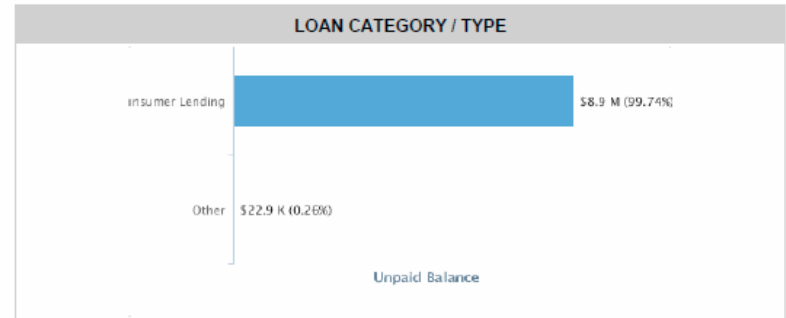 LOAN CATEGORY / TYPE
nsumer Lending
$8.9 M (99.74%)
Other
$22.9 K (0.26%)
Unpaid Balance